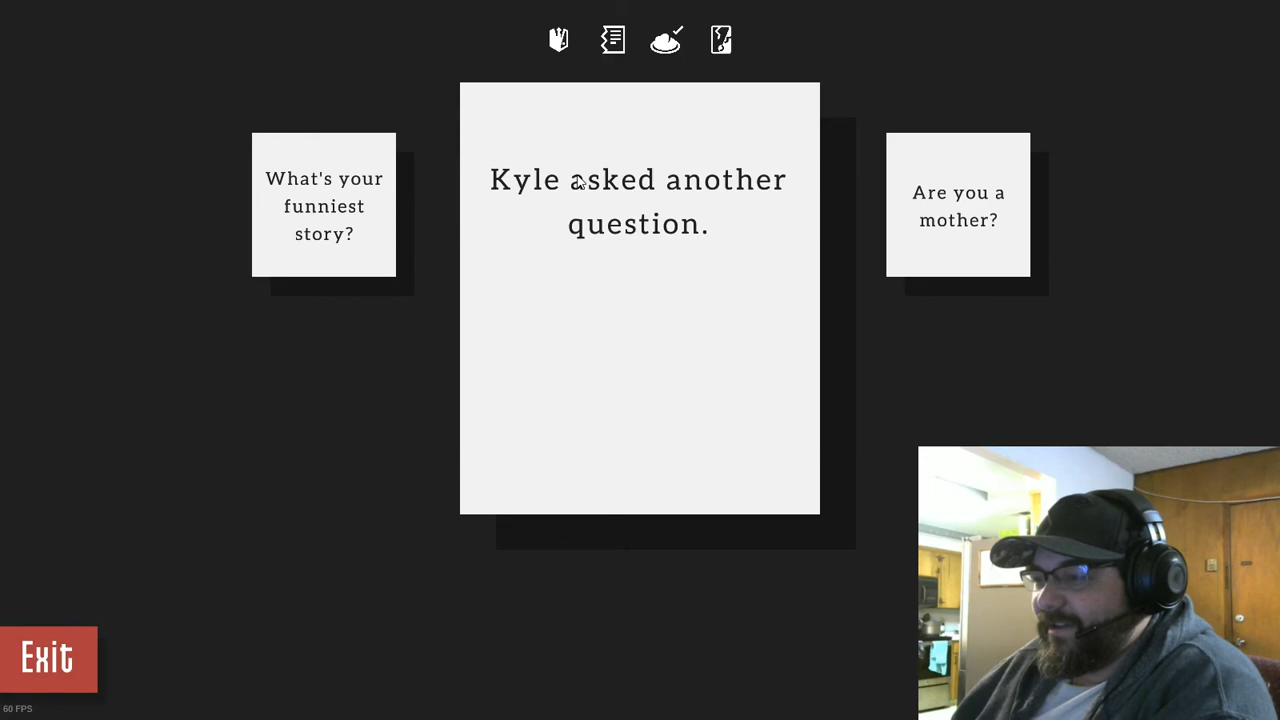 What's your
funniest
story?
Kyle asked another
question.
Are you a
mother?
Exit
60 FPS